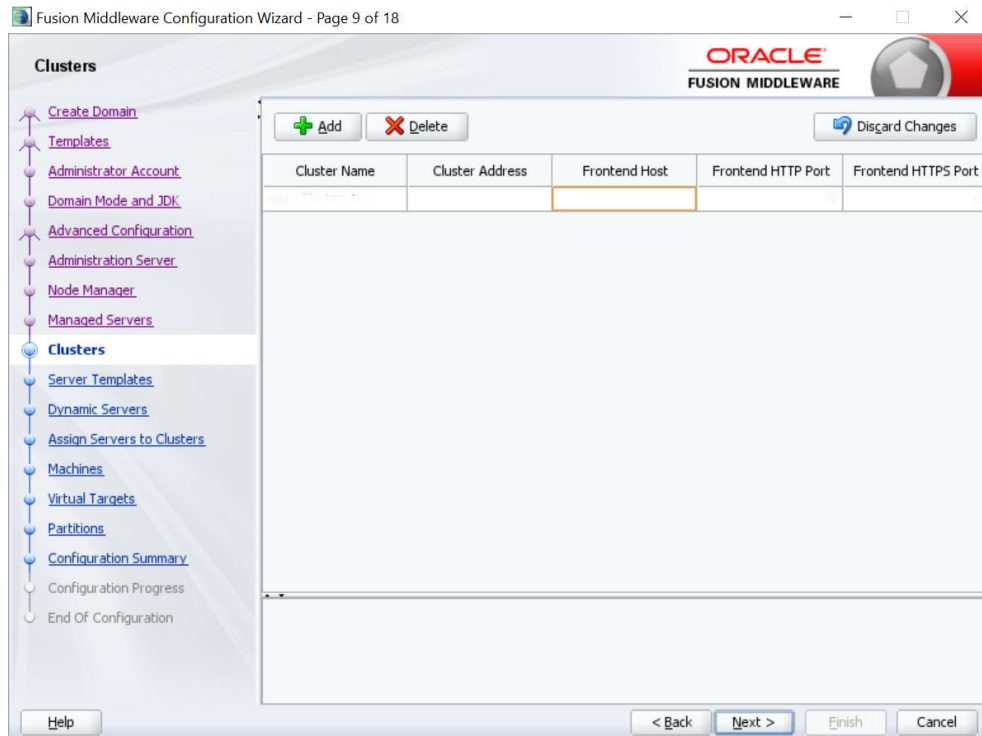 Fusion Middleware Configuration Wizard - Page 9 of 18
Clusters
ORACLE
FUSION MIDDLEWARE
Create Domain
Templates
Administrator Account
Domain Mode and JDK
Advanced Configuration
Administration Server
Node Manager
Managed Servers
Clusters
Server Templates
Dynamic Servers
Assign Servers to Clusters
Machines
Virtual Targets
Partitions
Configuration Summary
Configuration Progress
End Of Configuration
Add Delete Discard Changes
Cluster Name Cluster Address Frontend Host Frontend HTTP Port Frontend HTTPS Port
Help < Back Next > Finish Cancel